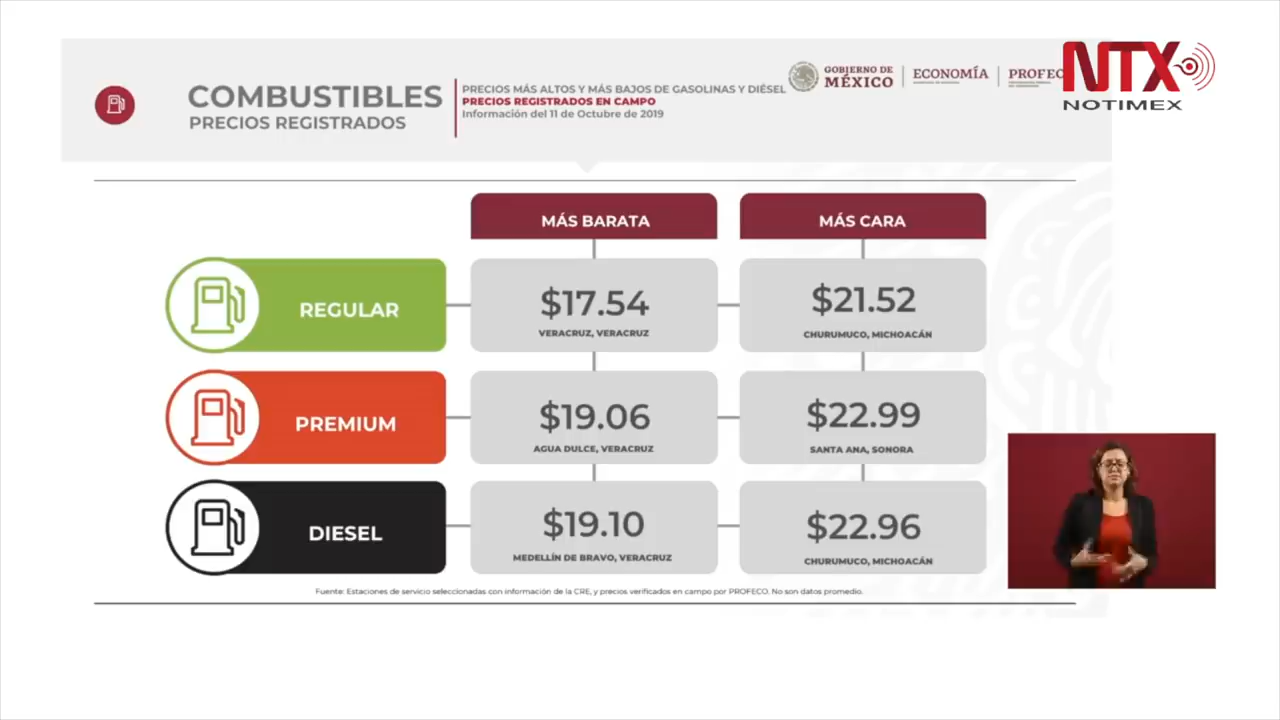 COMBUSTIBLES
PRECIOS REGISTRADOS
PRECIOS MÁS ALTOS Y MÁS BAJOS DE GASOLINAS Y DIÉSEL
PRECIOS REGISTRADOS EN CAMPO
Información del 11 de Octubre de 2019
GOBIERNO DE
MÉXICO
ECONOMÍA
PROFECO
NTX
NOTIMEX
MÁS BARATA
MÁS CARA
REGULAR
$17.54
VERACRUZ, VERACRUZ
$21.52
CHURUMUCO, MICHOACÁN
PREMIUM
$19.06
AGUA DULCE, VERACRUZ
$22.99
SANTA ANA, SONORA
DIESEL
$19.10
MEDELLÍN DE BRAVO, VERACRUZ
$22.96
CHURUMUCO, MICHOACÁN
Fuente: Estaciones de servicio seleccionadas con información de la CRE, y precios verificados en campo por PROFECO. No son datos promedio.